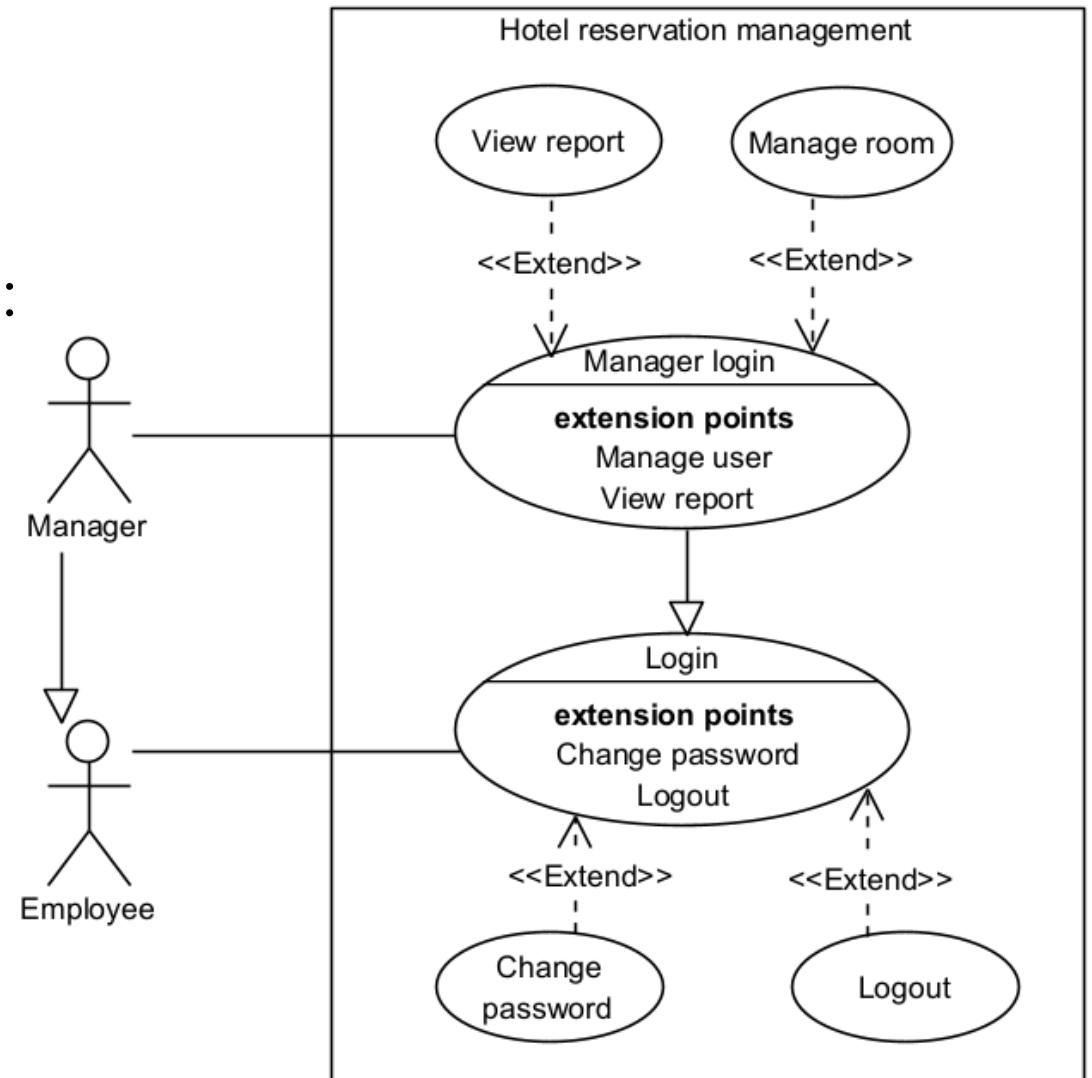 Hotel reservation management
View report
Manage room
<<Extend>>
<<Extend>>
Manager login
extension points
Manage user
View report
Manager
Login
extension points
Change password
Logout
Employee
<<Extend>>
<<Extend>>
Change
password
Logout